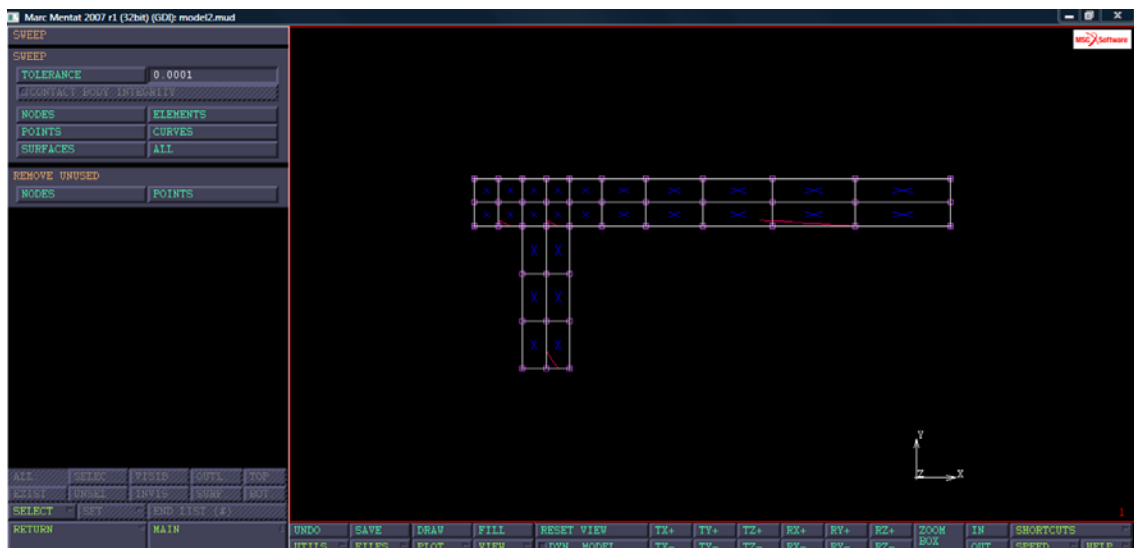 Marc Mentat 2007 r1 (32bit) (GDI): model2.mud
SWEEP
SWEEP
TOLERANCE 0.0001
CONTACT BODY INTEGRITY
NODES ELEMENTS
POINTS CURVES
SURFACES ALL
REMOVE UNUSED
NODES POINTS
MSC Software
Y
Z X
1
ALL SELEC VISIB OUTL TOP
EXIST UNSEL INVIS SURF BOT
SELECT SET END LIST (#)
RETURN MAIN
UNDO SAVE DRAW FILL RESET VIEW TX+ TY+ TZ+ RX+ RY+ RZ+ ZOOM BOX IN SHORTCUTS
UTILS FILES PLOT VIEW DYN. MODEL TX- TY- TZ- RX- RY- RZ- OUT SPEED HELP